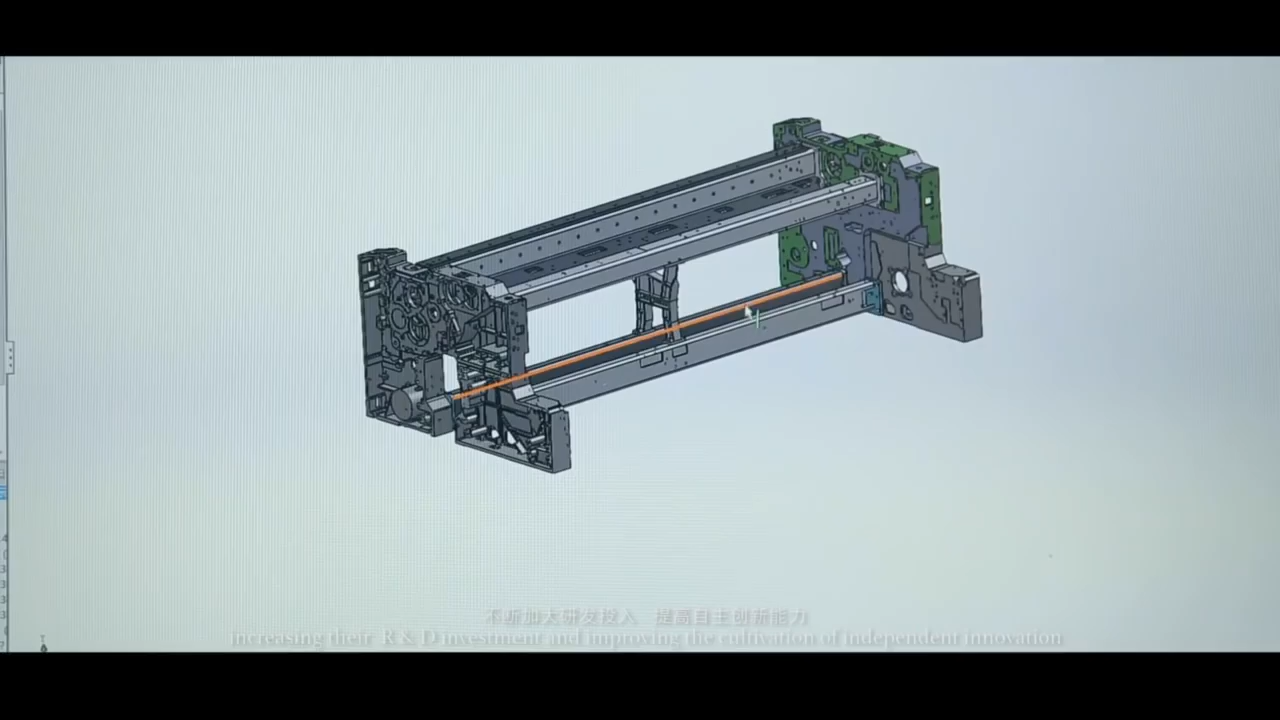 不断加大研发投入 提高自主创新能力
increasing their R & D investment and improving the cultivation of independent innovation